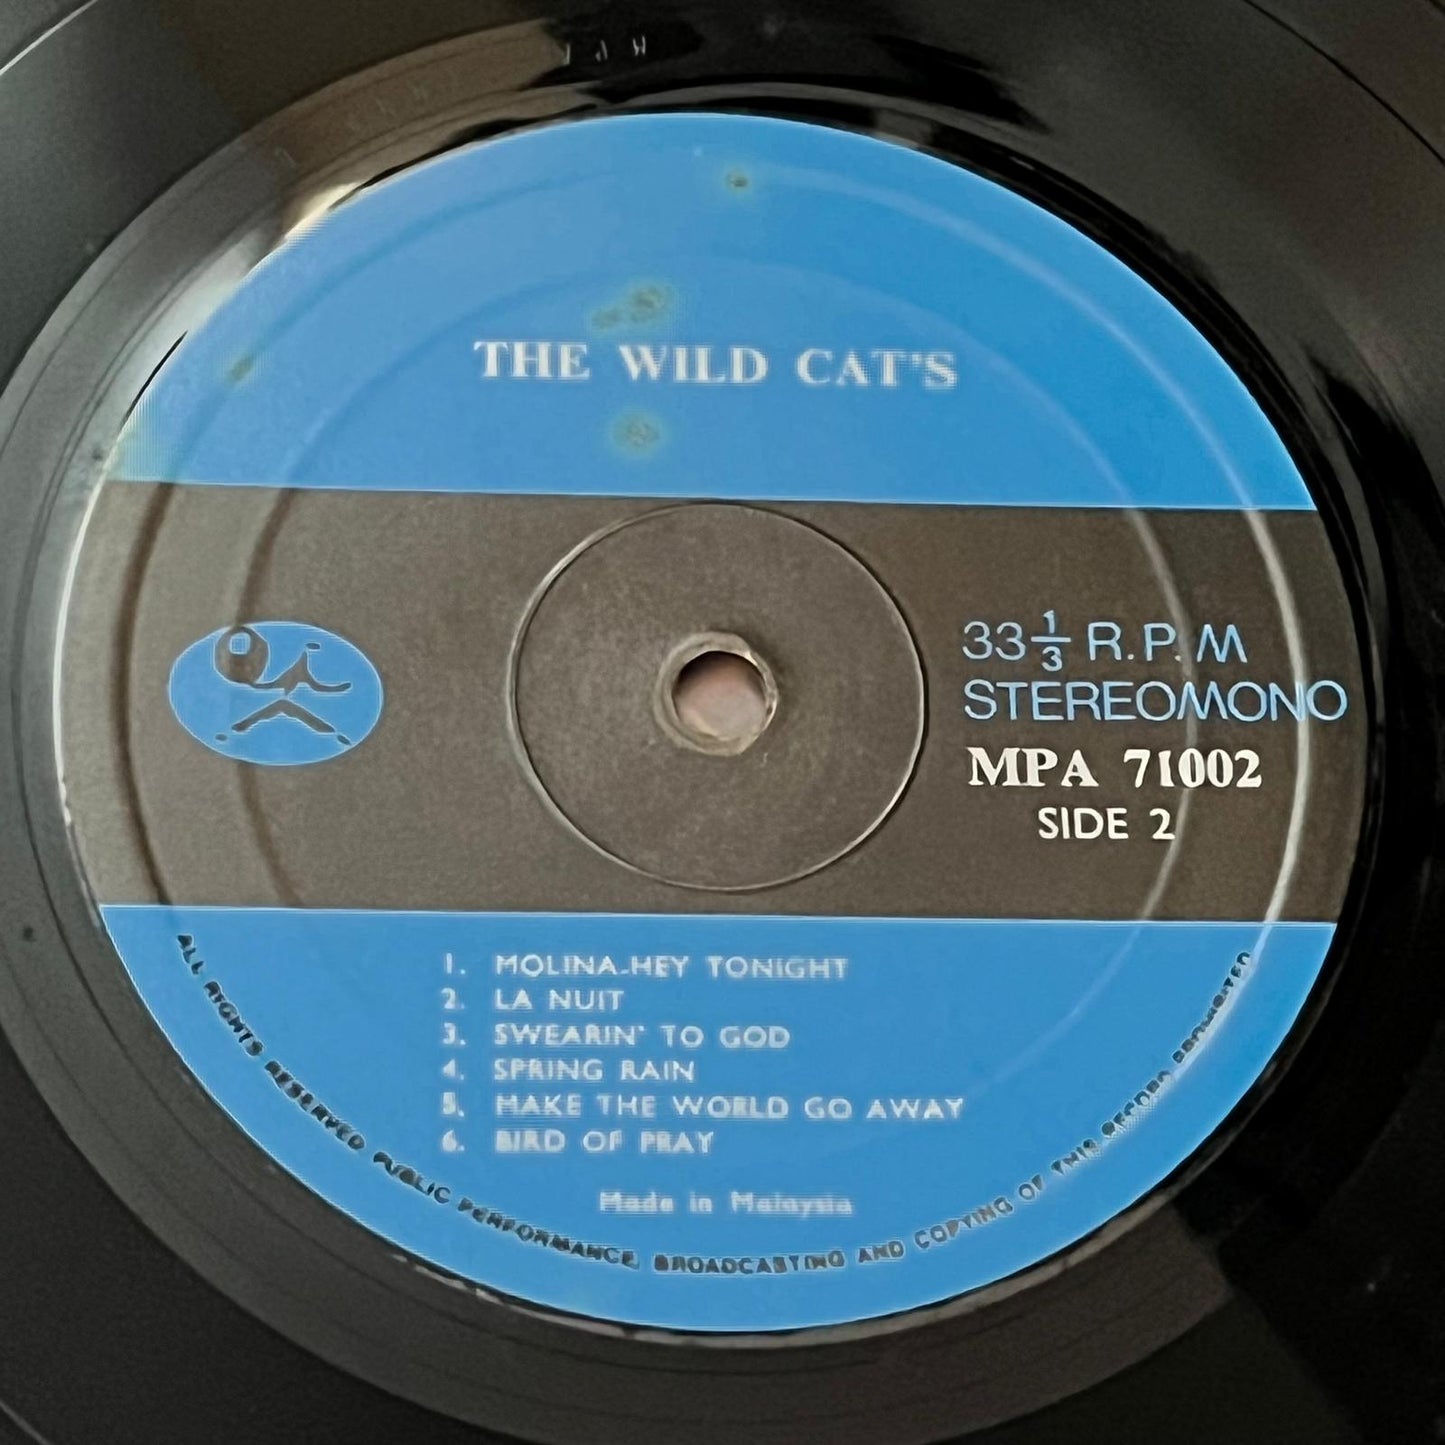 THE WILD CAT'S
33 1/3 R.P.M
STEREOMONO
MPA 71002
SIDE 2
1. MOLINA-HEY TONIGHT
2. LA NUIT
3. SWEARIN' TO GOD
4. SPRING RAIN
5. MAKE THE WORLD GO AWAY
6. BIRD OF PRAY
Made in Malaysia
ALL RIGHTS RESERVED PUBLIC PERFORMANCE, BROADCASTING AND COPYING OF THIS RECORD PROHIBITED